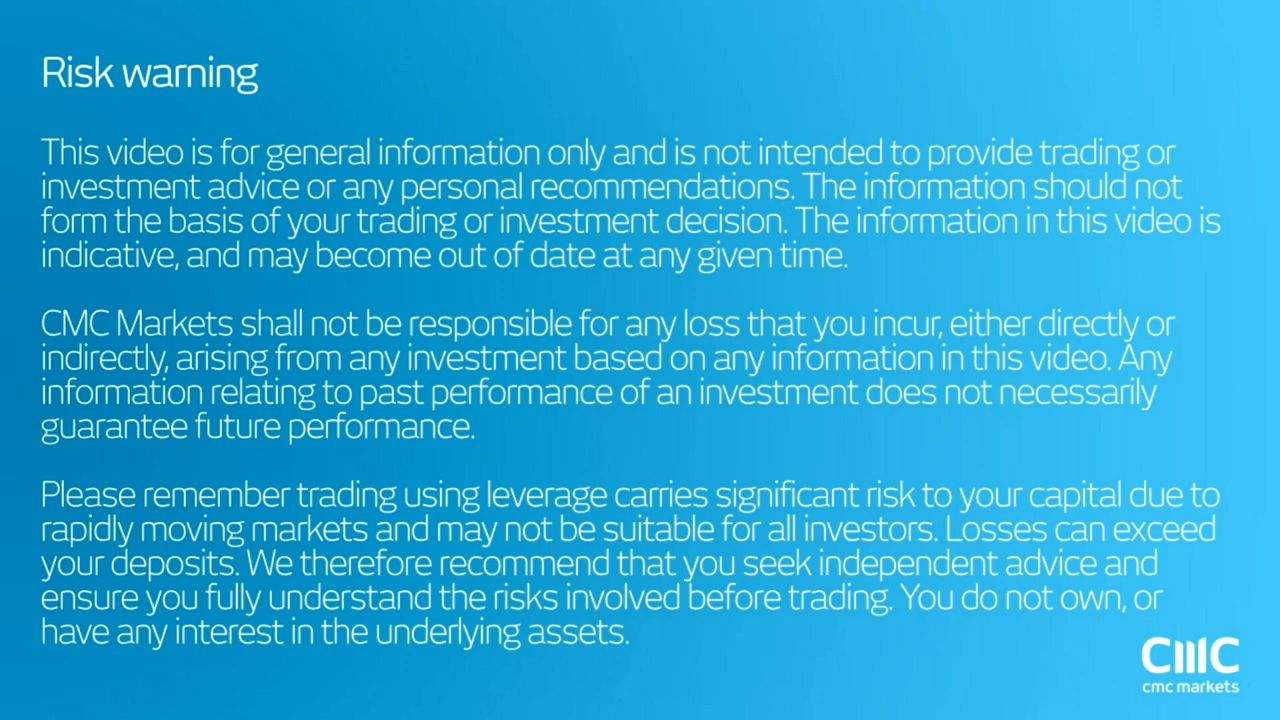 Risk warning
This video is for general information only and is not intended to provide trading or
investment advice or any personal recommendations. The information should not
form the basis of your trading or investment decision. The information in this video is
indicative, and may become out of date at any given time.
CMC Markets shall not be responsible for any loss that you incur, either directly or
indirectly, arising from any investment based on any information in this video. Any
information relating to past performance of an investment does not necessarily
guarantee future performance.
Please remember trading using leverage carries significant risk to your capital due to
rapidly moving markets and may not be suitable for all investors. Losses can exceed
your deposits. We therefore recommend that you seek independent advice and
ensure you fully understand the risks involved before trading. You do not own, or
have any interest in the underlying assets.
CMC
cmc markets